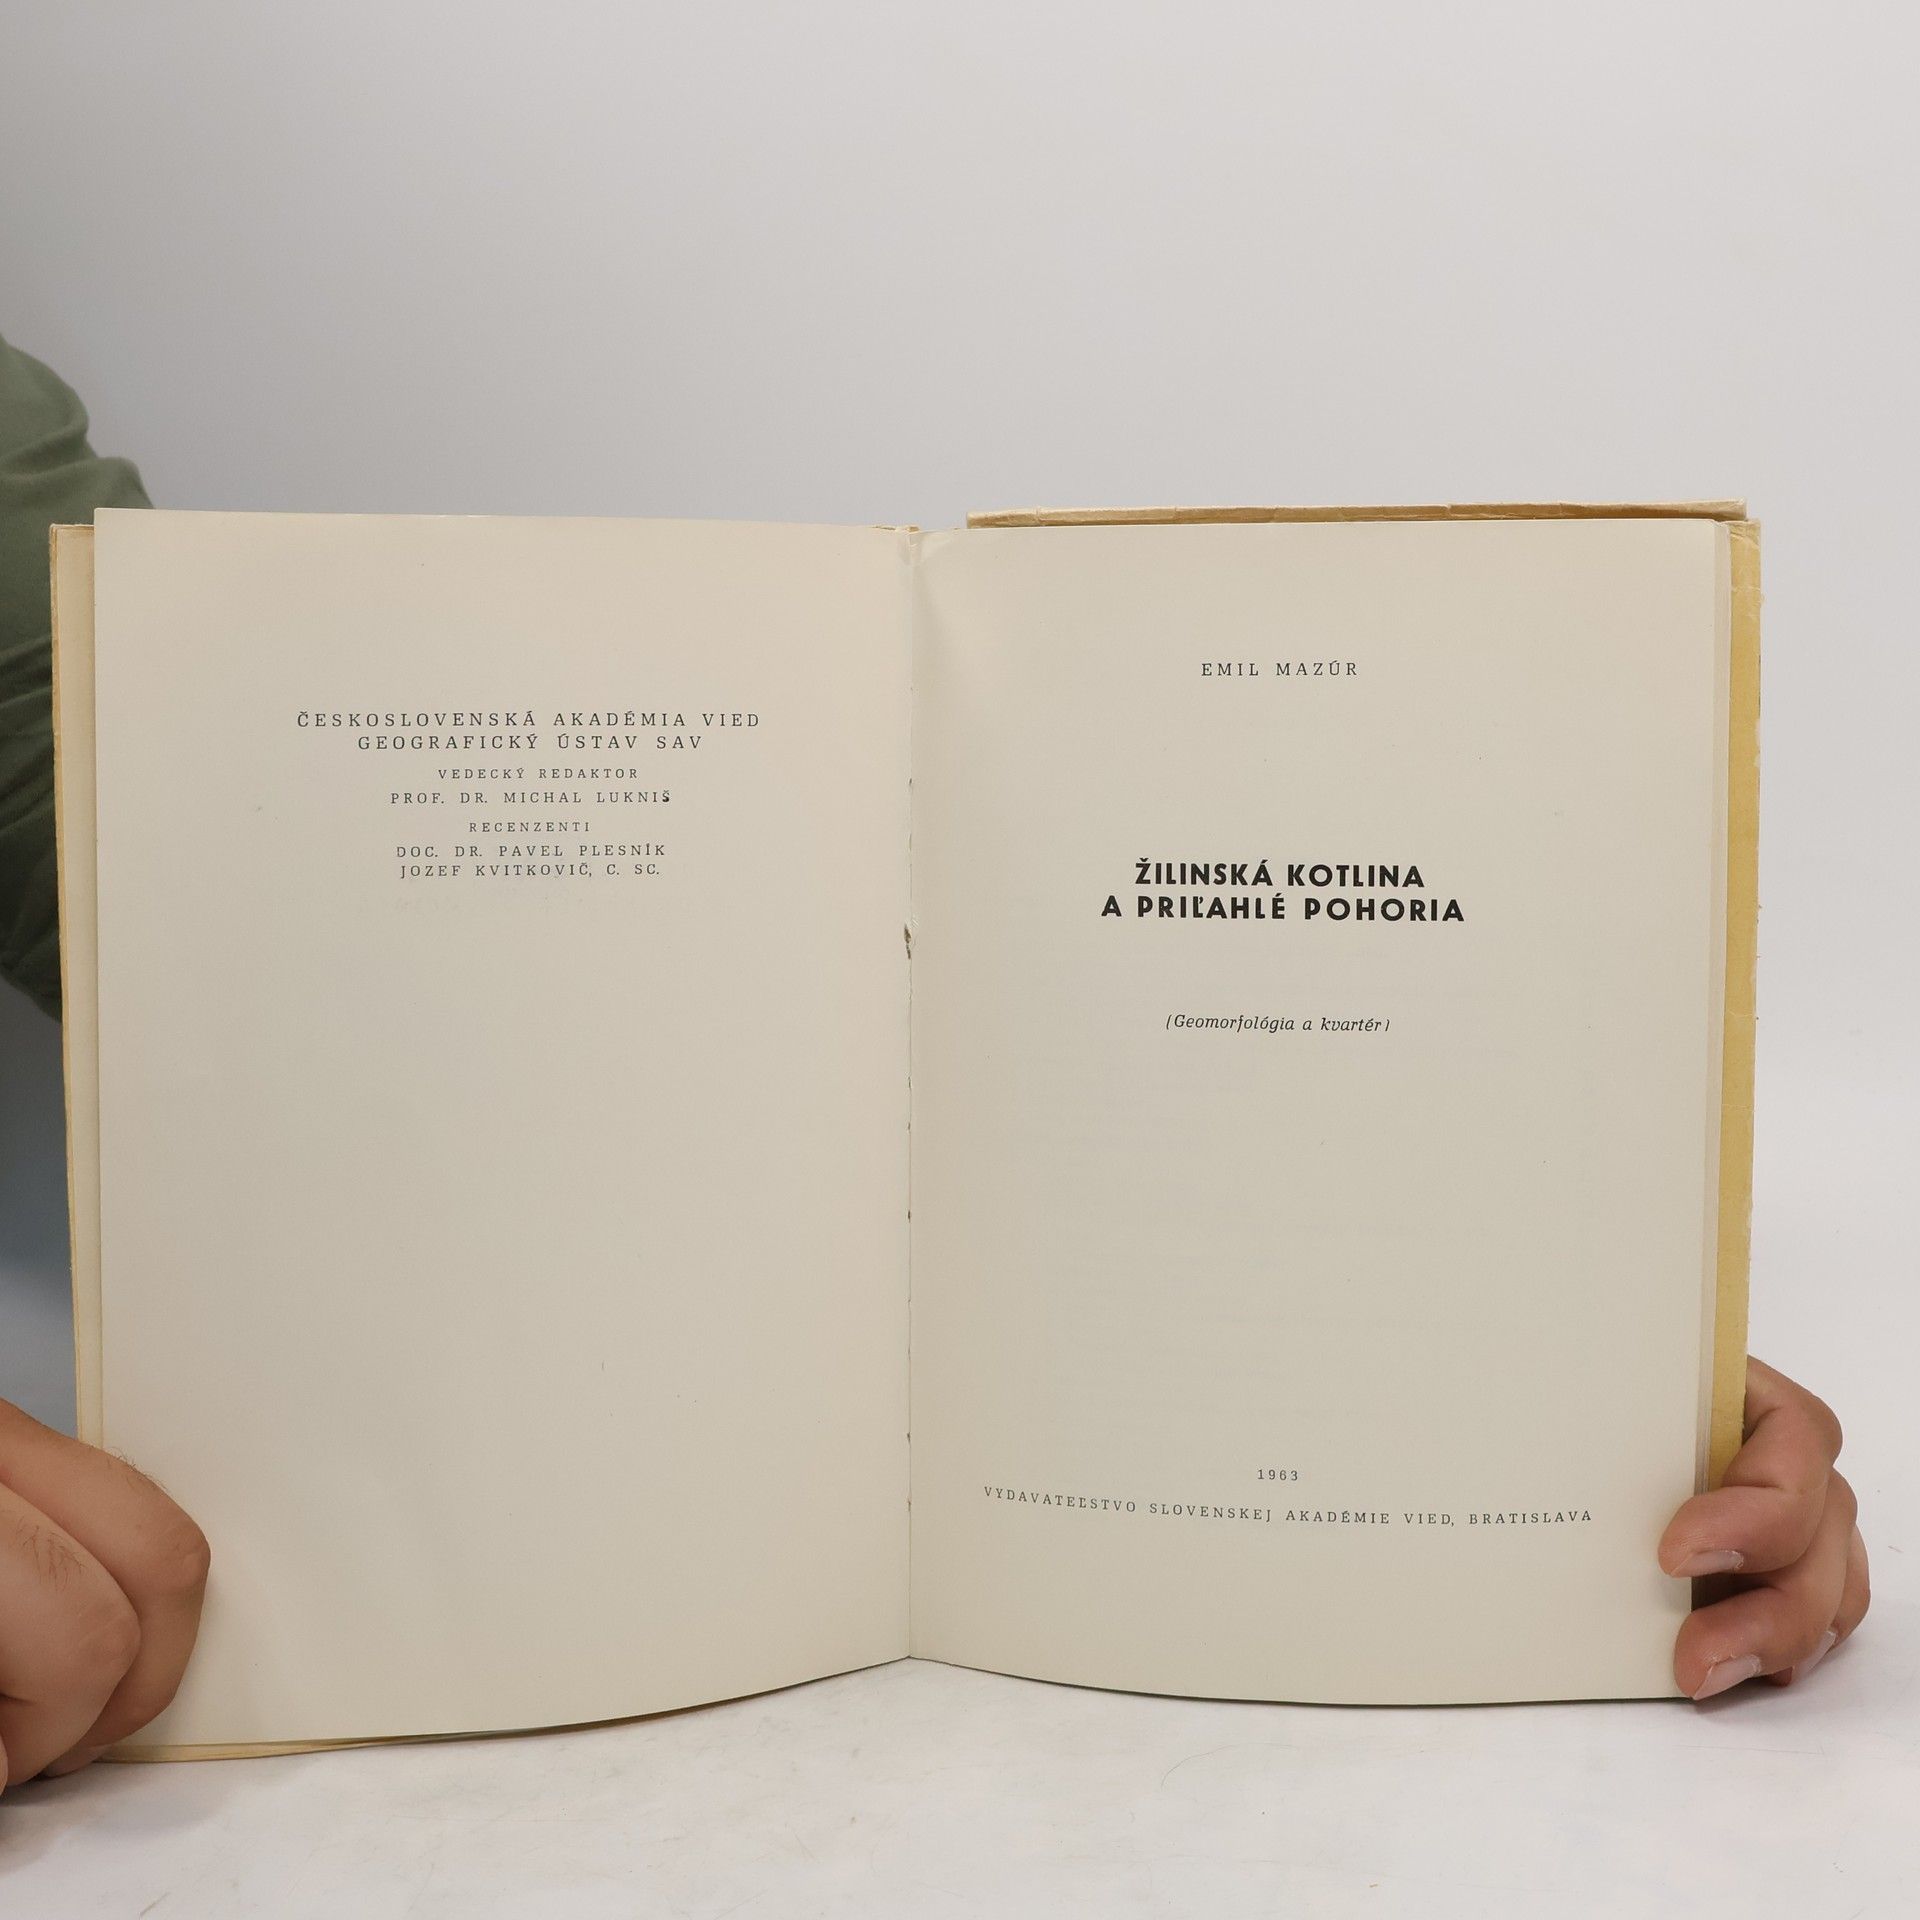 ČESKOSLOVENSKÁ AKADÉMIA VIED
GEOGRAFICKÝ ÚSTAV SAV
VEDECKÝ REDAKTOR
PROF. DR. MICHAL LUKNIŠ
RECENZENTI
DOC. DR. PAVEL PLESNÍK
JOZEF KVITKOVIČ, C. SC.
EMIL MAZÚR
ŽILINSKÁ KOTLINA
A PRIĽAHLÉ POHORIA
(Geomorfológia a kvartér)
1963
VYDAVATEĽSTVO SLOVENSKEJ AKADÉMIE VIED, BRATISLAVA